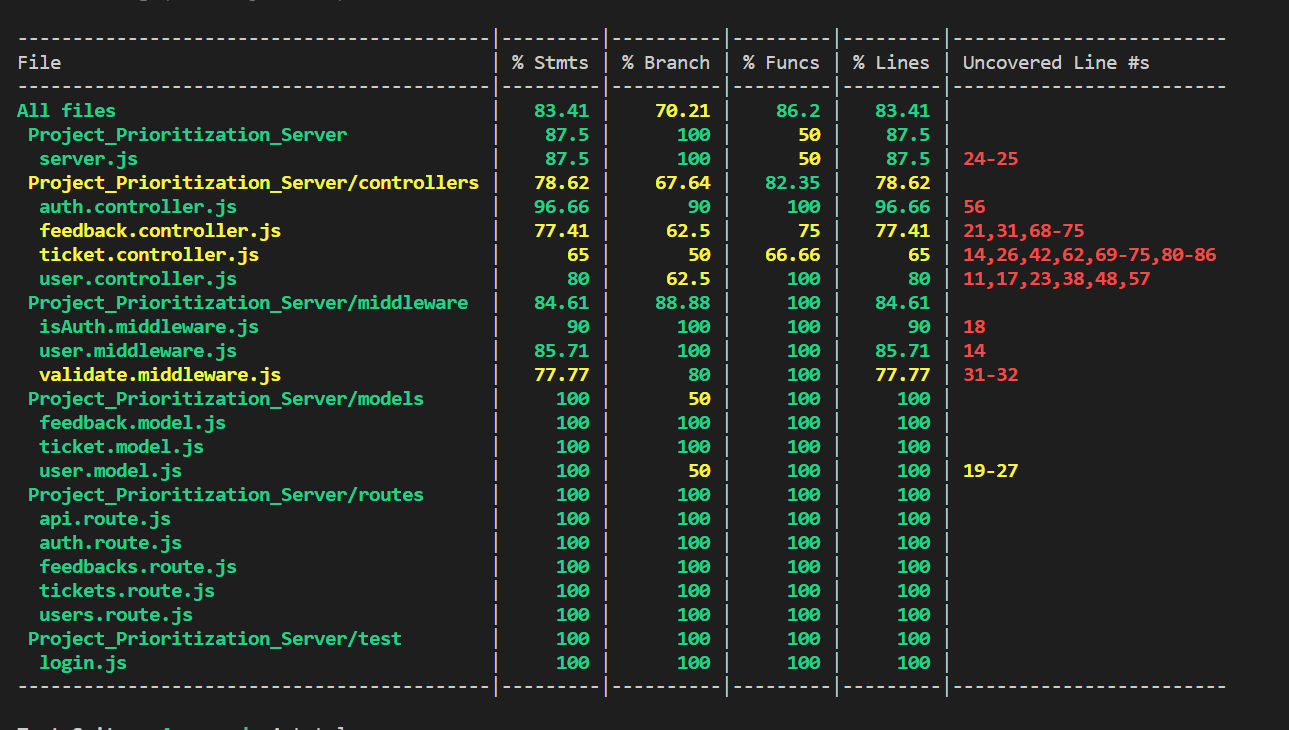 -------------------------------------------|---------|----------|---------|---------|-------------------------
File | % Stmts | % Branch | % Funcs | % Lines | Uncovered Line #s
-------------------------------------------|---------|----------|---------|---------|-------------------------
All files | 83.41 | 70.21 | 86.2 | 83.41 |
Project_Prioritization_Server | 87.5 | 100 | 50 | 87.5 |
server.js | 87.5 | 100 | 50 | 87.5 | 24-25
Project_Prioritization_Server/controllers | 78.62 | 67.64 | 82.35 | 78.62 |
auth.controller.js | 96.66 | 90 | 100 | 96.66 | 56
feedback.controller.js | 77.41 | 62.5 | 75 | 77.41 | 21,31,68-75
ticket.controller.js | 65 | 50 | 66.66 | 65 | 14,26,42,62,69-75,80-86
user.controller.js | 80 | 62.5 | 100 | 80 | 11,17,23,38,48,57
Project_Prioritization_Server/middleware | 84.61 | 88.88 | 100 | 84.61 |
isAuth.middleware.js | 90 | 100 | 100 | 90 | 18
user.middleware.js | 85.71 | 100 | 100 | 85.71 | 14
validate.middleware.js | 77.77 | 80 | 100 | 77.77 | 31-32
Project_Prioritization_Server/models | 100 | 50 | 100 | 100 |
feedback.model.js | 100 | 100 | 100 | 100 |
ticket.model.js | 100 | 100 | 100 | 100 |
user.model.js | 100 | 50 | 100 | 100 | 19-27
Project_Prioritization_Server/routes | 100 | 100 | 100 | 100 |
api.route.js | 100 | 100 | 100 | 100 |
auth.route.js | 100 | 100 | 100 | 100 |
feedbacks.route.js | 100 | 100 | 100 | 100 |
tickets.route.js | 100 | 100 | 100 | 100 |
users.route.js | 100 | 100 | 100 | 100 |
Project_Prioritization_Server/test | 100 | 100 | 100 | 100 |
login.js | 100 | 100 | 100 | 100 |
-------------------------------------------|---------|----------|---------|---------|-------------------------